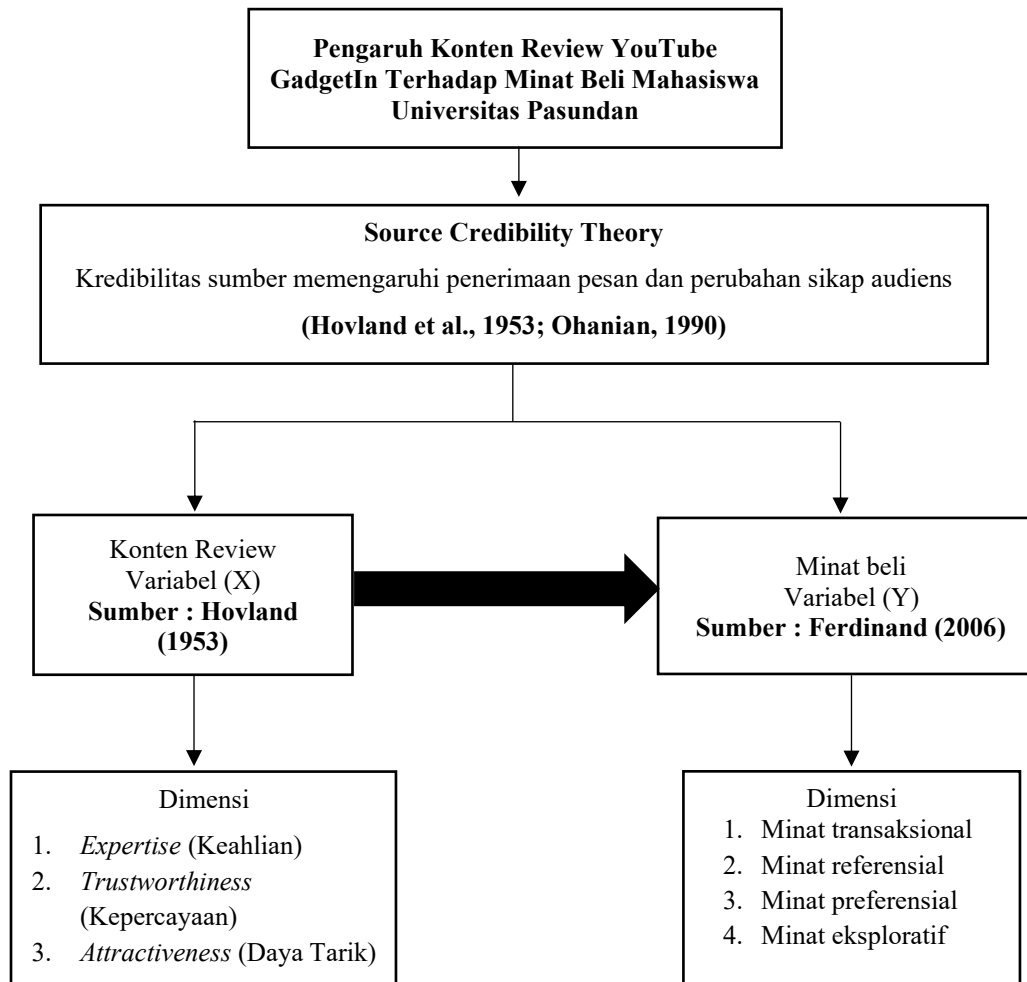 Pengaruh Konten Review YouTube
GadgetIn Terhadap Minat Beli Mahasiswa
Universitas Pasundan
Source Credibility Theory
Kredibilitas sumber memengaruhi penerimaan pesan dan perubahan sikap audiens
(Hovland et al., 1953; Ohanian, 1990)
Konten Review
Variabel (X)
Sumber : Hovland
(1953)
Minat beli
Variabel (Y)
Sumber : Ferdinand (2006)
Dimensi
1. Expertise (Keahlian)
2. Trustworthiness
(Kepercayaan)
3. Attractiveness (Daya Tarik)
Dimensi
1. Minat transaksional
2. Minat referensial
3. Minat preferensial
4. Minat eksploratif